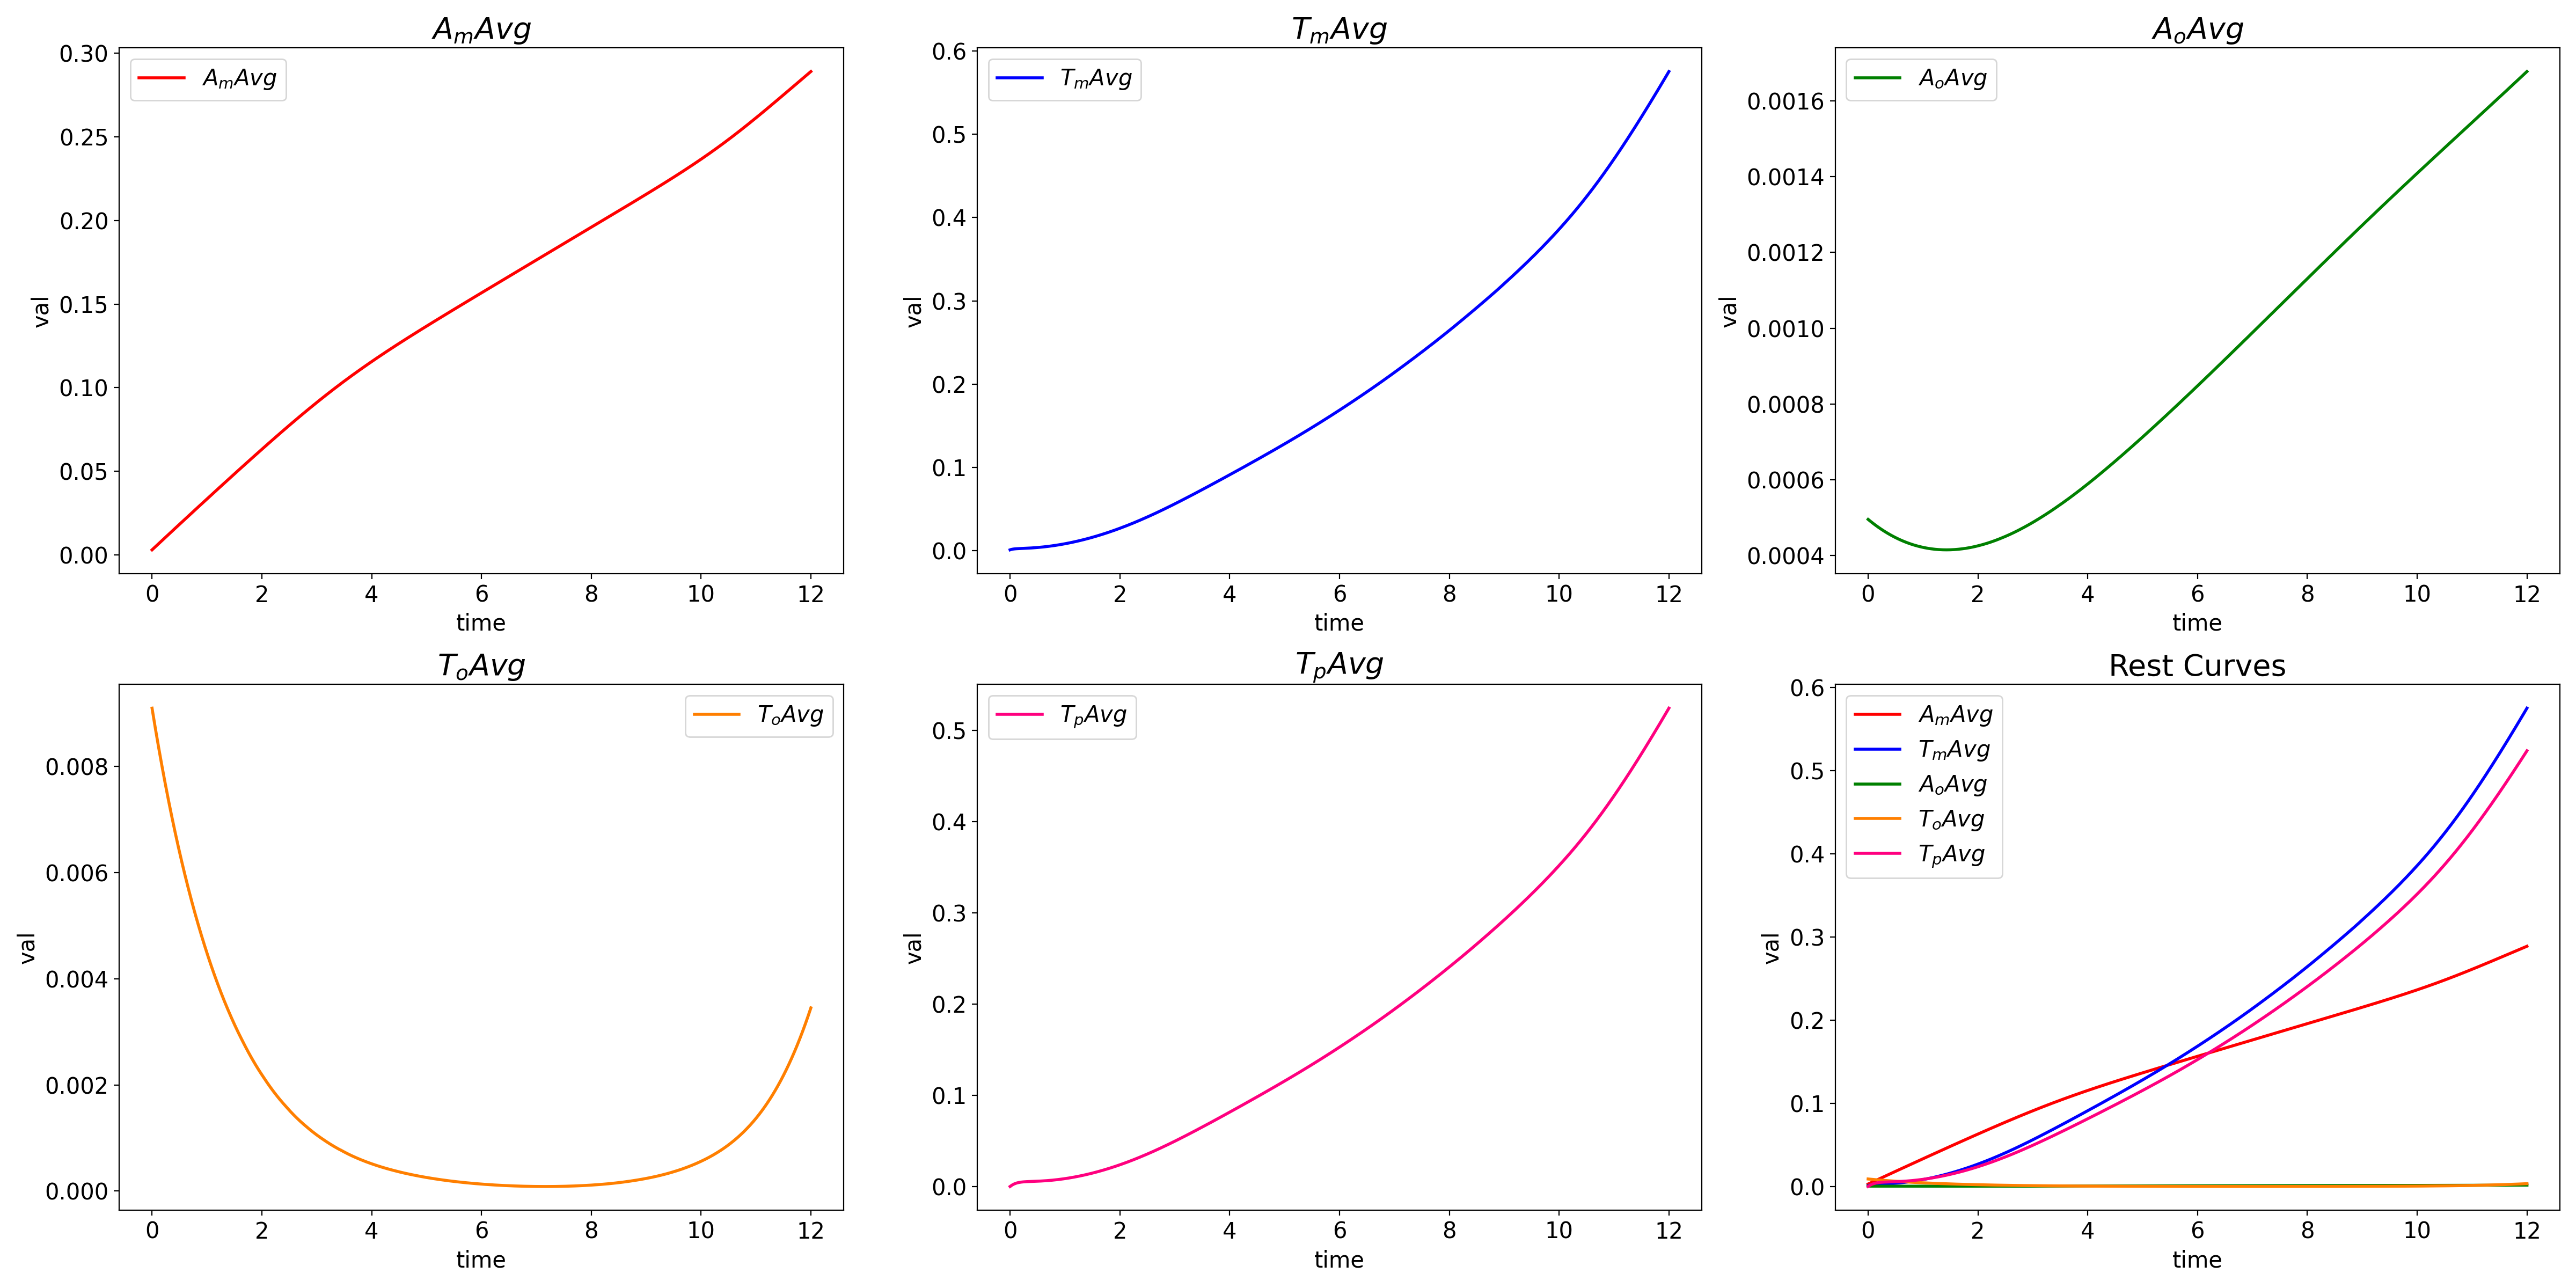 A_mAvg
T_mAvg
A_oAvg
0.30
0.25
0.20
0.15
0.10
0.05
0.00
val
A_mAvg
0 2 4 6 8 10 12
time
0.6
0.5
0.4
0.3
0.2
0.1
0.0
val
T_mAvg
0 2 4 6 8 10 12
time
0.0016
0.0014
0.0012
0.0010
0.0008
0.0006
0.0004
val
A_oAvg
0 2 4 6 8 10 12
time
T_oAvg
T_pAvg
Rest Curves
0.008
0.006
0.004
0.002
0.000
val
T_oAvg
0 2 4 6 8 10 12
time
0.5
0.4
0.3
0.2
0.1
0.0
val
T_pAvg
0 2 4 6 8 10 12
time
0.6
0.5
0.4
0.3
0.2
0.1
0.0
val
A_mAvg
T_mAvg
A_oAvg
T_oAvg
T_pAvg
0 2 4 6 8 10 12
time